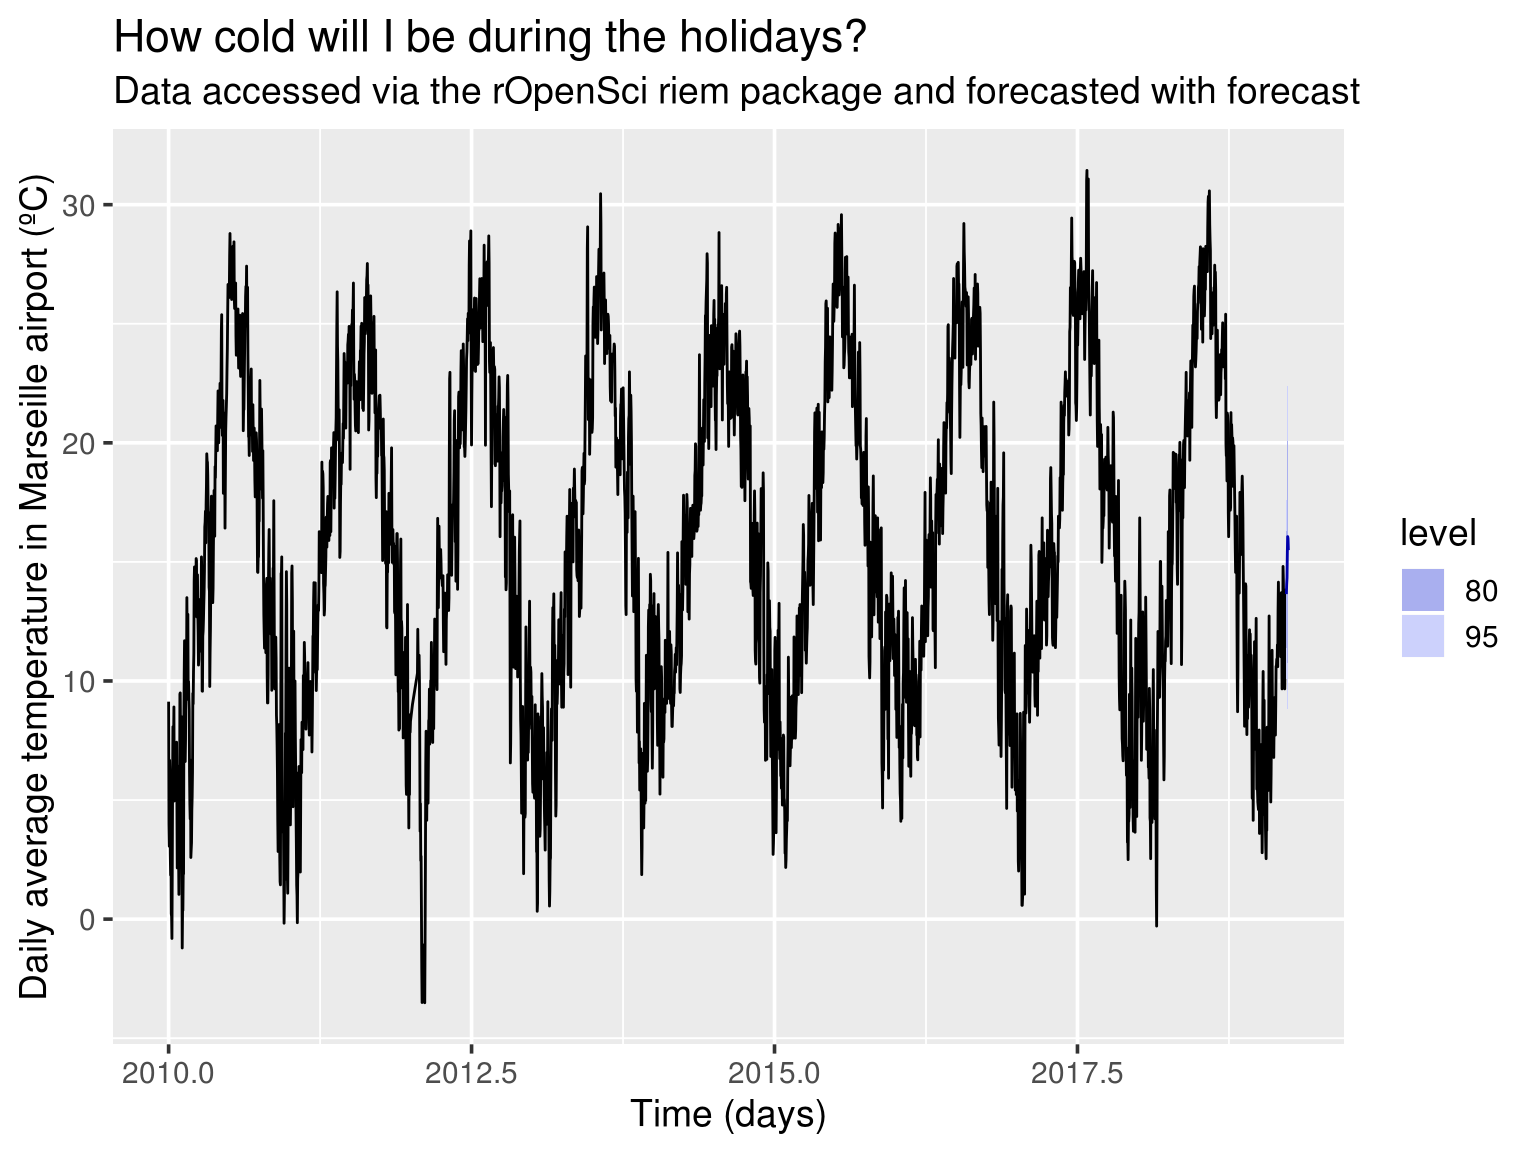 How cold will I be during the holidays?
Data accessed via the rOpenSci riem package and forecasted with forecast
Daily average temperature in Marseille airport (ºC)
30
20
10
0
2010.0
2012.5
2015.0
2017.5
Time (days)
level
80
95